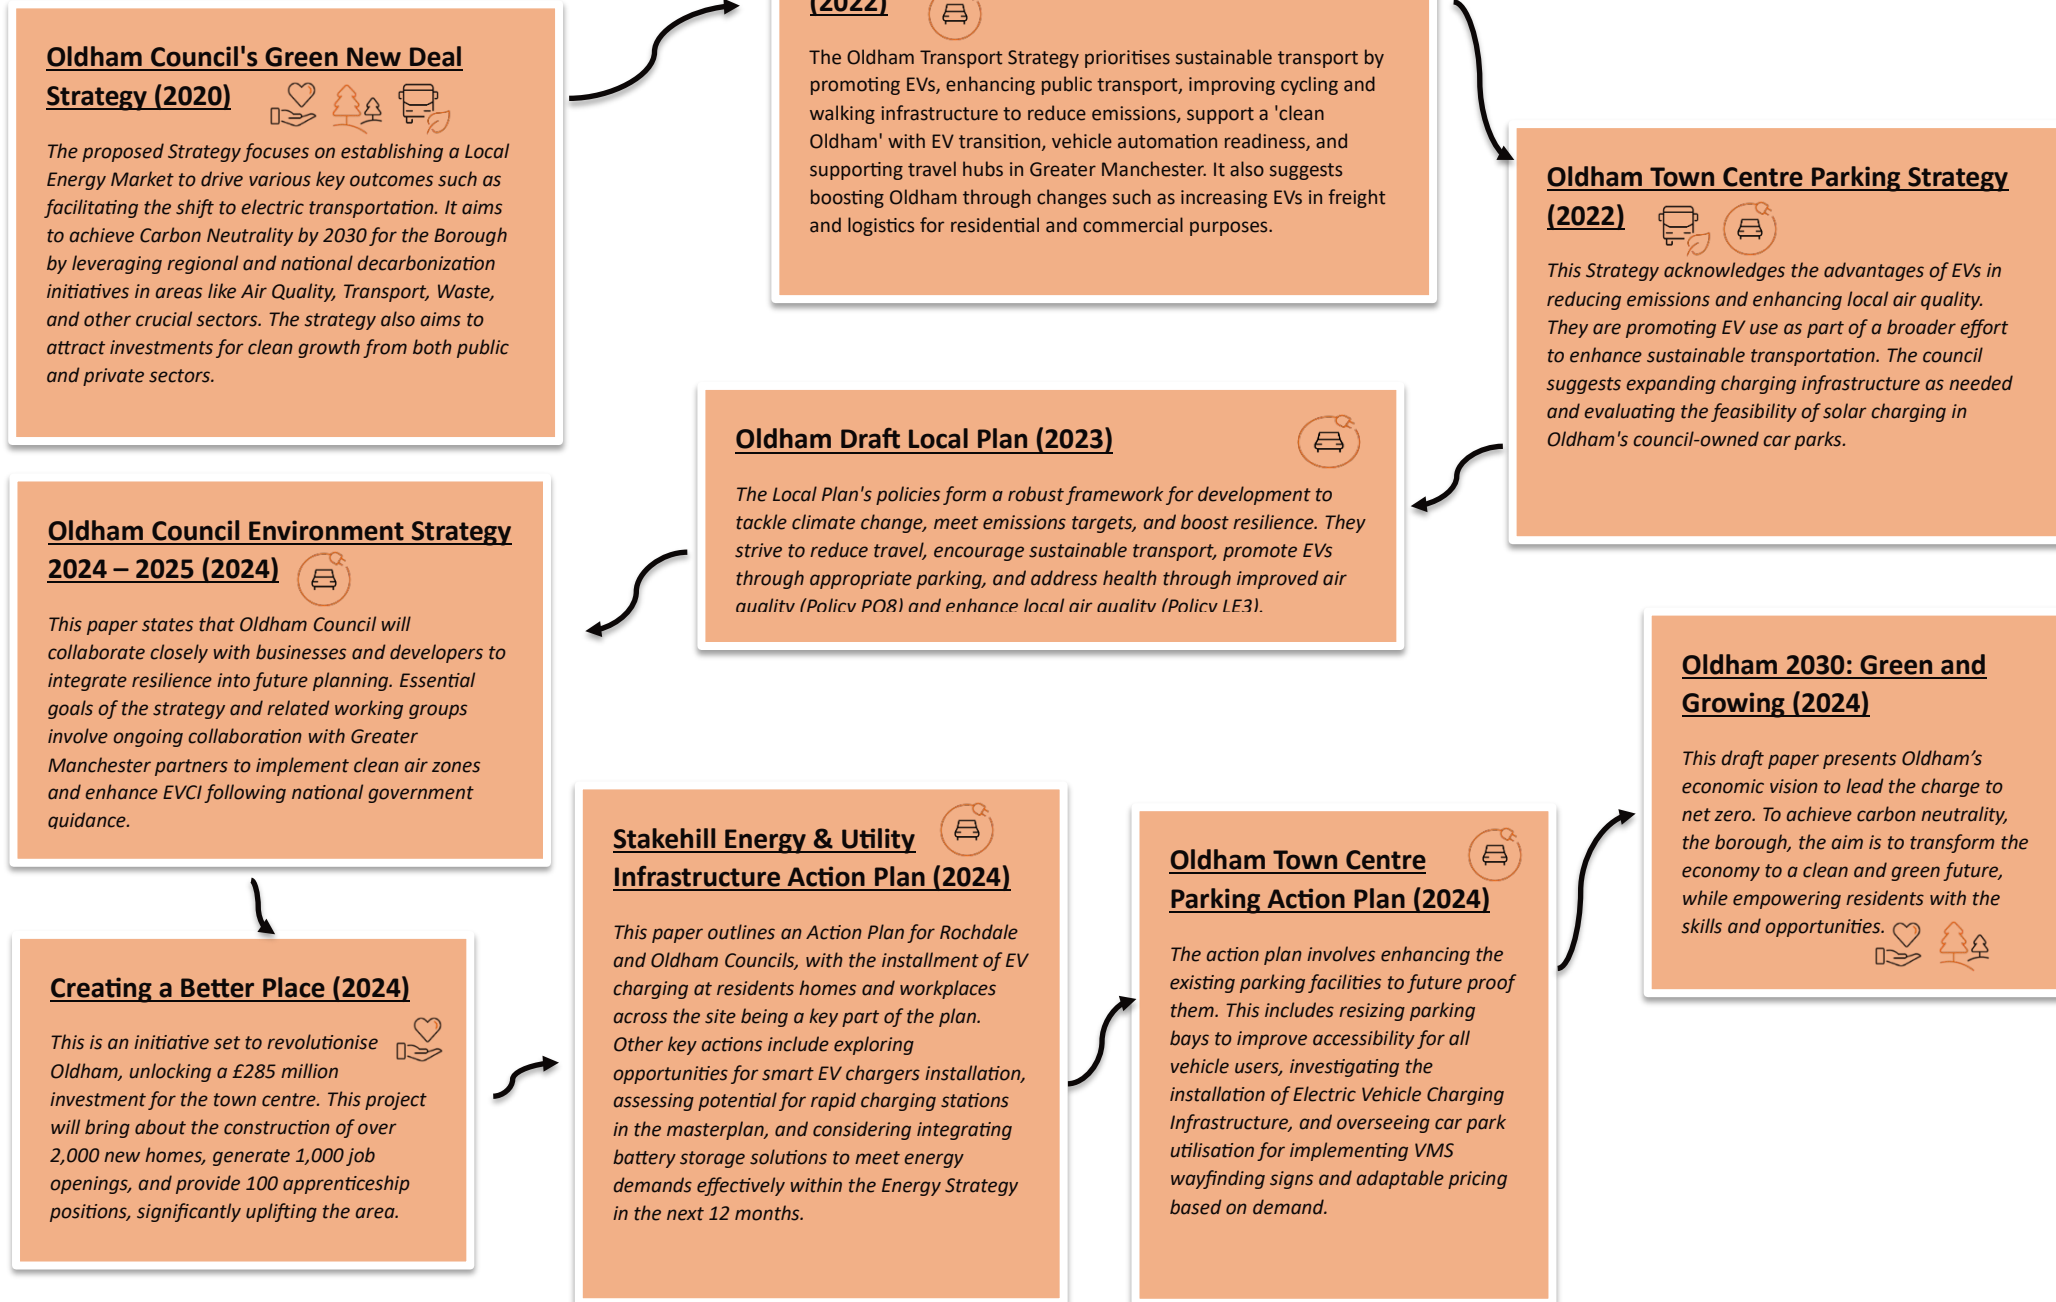 Oldham Council's Green New Deal
Strategy (2020)
The proposed Strategy focuses on establishing a Local
Energy Market to drive various key outcomes such as
facilitating the shift to electric transportation. It aims
to achieve Carbon Neutrality by 2030 for the Borough
by leveraging regional and national decarbonization
initiatives in areas like Air Quality, Transport, Waste,
and other crucial sectors. The strategy also aims to
attract investments for clean growth from both public
and private sectors.
(2022)
The Oldham Transport Strategy prioritises sustainable transport by
promoting EVs, enhancing public transport, improving cycling and
walking infrastructure to reduce emissions, support a 'clean
Oldham' with EV transition, vehicle automation readiness, and
supporting travel hubs in Greater Manchester. It also suggests
boosting Oldham through changes such as increasing EVs in freight
and logistics for residential and commercial purposes.
Oldham Town Centre Parking Strategy
(2022)
This Strategy acknowledges the advantages of EVs in
reducing emissions and enhancing local air quality.
They are promoting EV use as part of a broader effort
to enhance sustainable transportation. The council
suggests expanding charging infrastructure as needed
and evaluating the feasibility of solar charging in
Oldham's council-owned car parks.
Oldham Draft Local Plan (2023)
The Local Plan's policies form a robust framework for development to
tackle climate change, meet emissions targets, and boost resilience. They
strive to reduce travel, encourage sustainable transport, promote EVs
through appropriate parking, and address health through improved air
quality (Policy PO8) and enhance local air quality (Policy LE3).
Oldham Council Environment Strategy
2024 – 2025 (2024)
This paper states that Oldham Council will
collaborate closely with businesses and developers to
integrate resilience into future planning. Essential
goals of the strategy and related working groups
involve ongoing collaboration with Greater
Manchester partners to implement clean air zones
and enhance EVCI following national government
guidance.
Creating a Better Place (2024)
This is an initiative set to revolutionise
Oldham, unlocking a £285 million
investment for the town centre. This project
will bring about the construction of over
2,000 new homes, generate 1,000 job
openings, and provide 100 apprenticeship
positions, significantly uplifting the area.
Stakehill Energy & Utility
Infrastructure Action Plan (2024)
This paper outlines an Action Plan for Rochdale
and Oldham Councils, with the installment of EV
charging at residents homes and workplaces
across the site being a key part of the plan.
Other key actions include exploring
opportunities for smart EV chargers installation,
assessing potential for rapid charging stations
in the masterplan, and considering integrating
battery storage solutions to meet energy
demands effectively within the Energy Strategy
in the next 12 months.
Oldham Town Centre
Parking Action Plan (2024)
The action plan involves enhancing the
existing parking facilities to future proof
them. This includes resizing parking
bays to improve accessibility for all
vehicle users, investigating the
installation of Electric Vehicle Charging
Infrastructure, and overseeing car park
utilisation for implementing VMS
wayfinding signs and adaptable pricing
based on demand.
Oldham 2030: Green and
Growing (2024)
This draft paper presents Oldham’s
economic vision to lead the charge to
net zero. To achieve carbon neutrality,
the borough, the aim is to transform the
economy to a clean and green future,
while empowering residents with the
skills and opportunities.